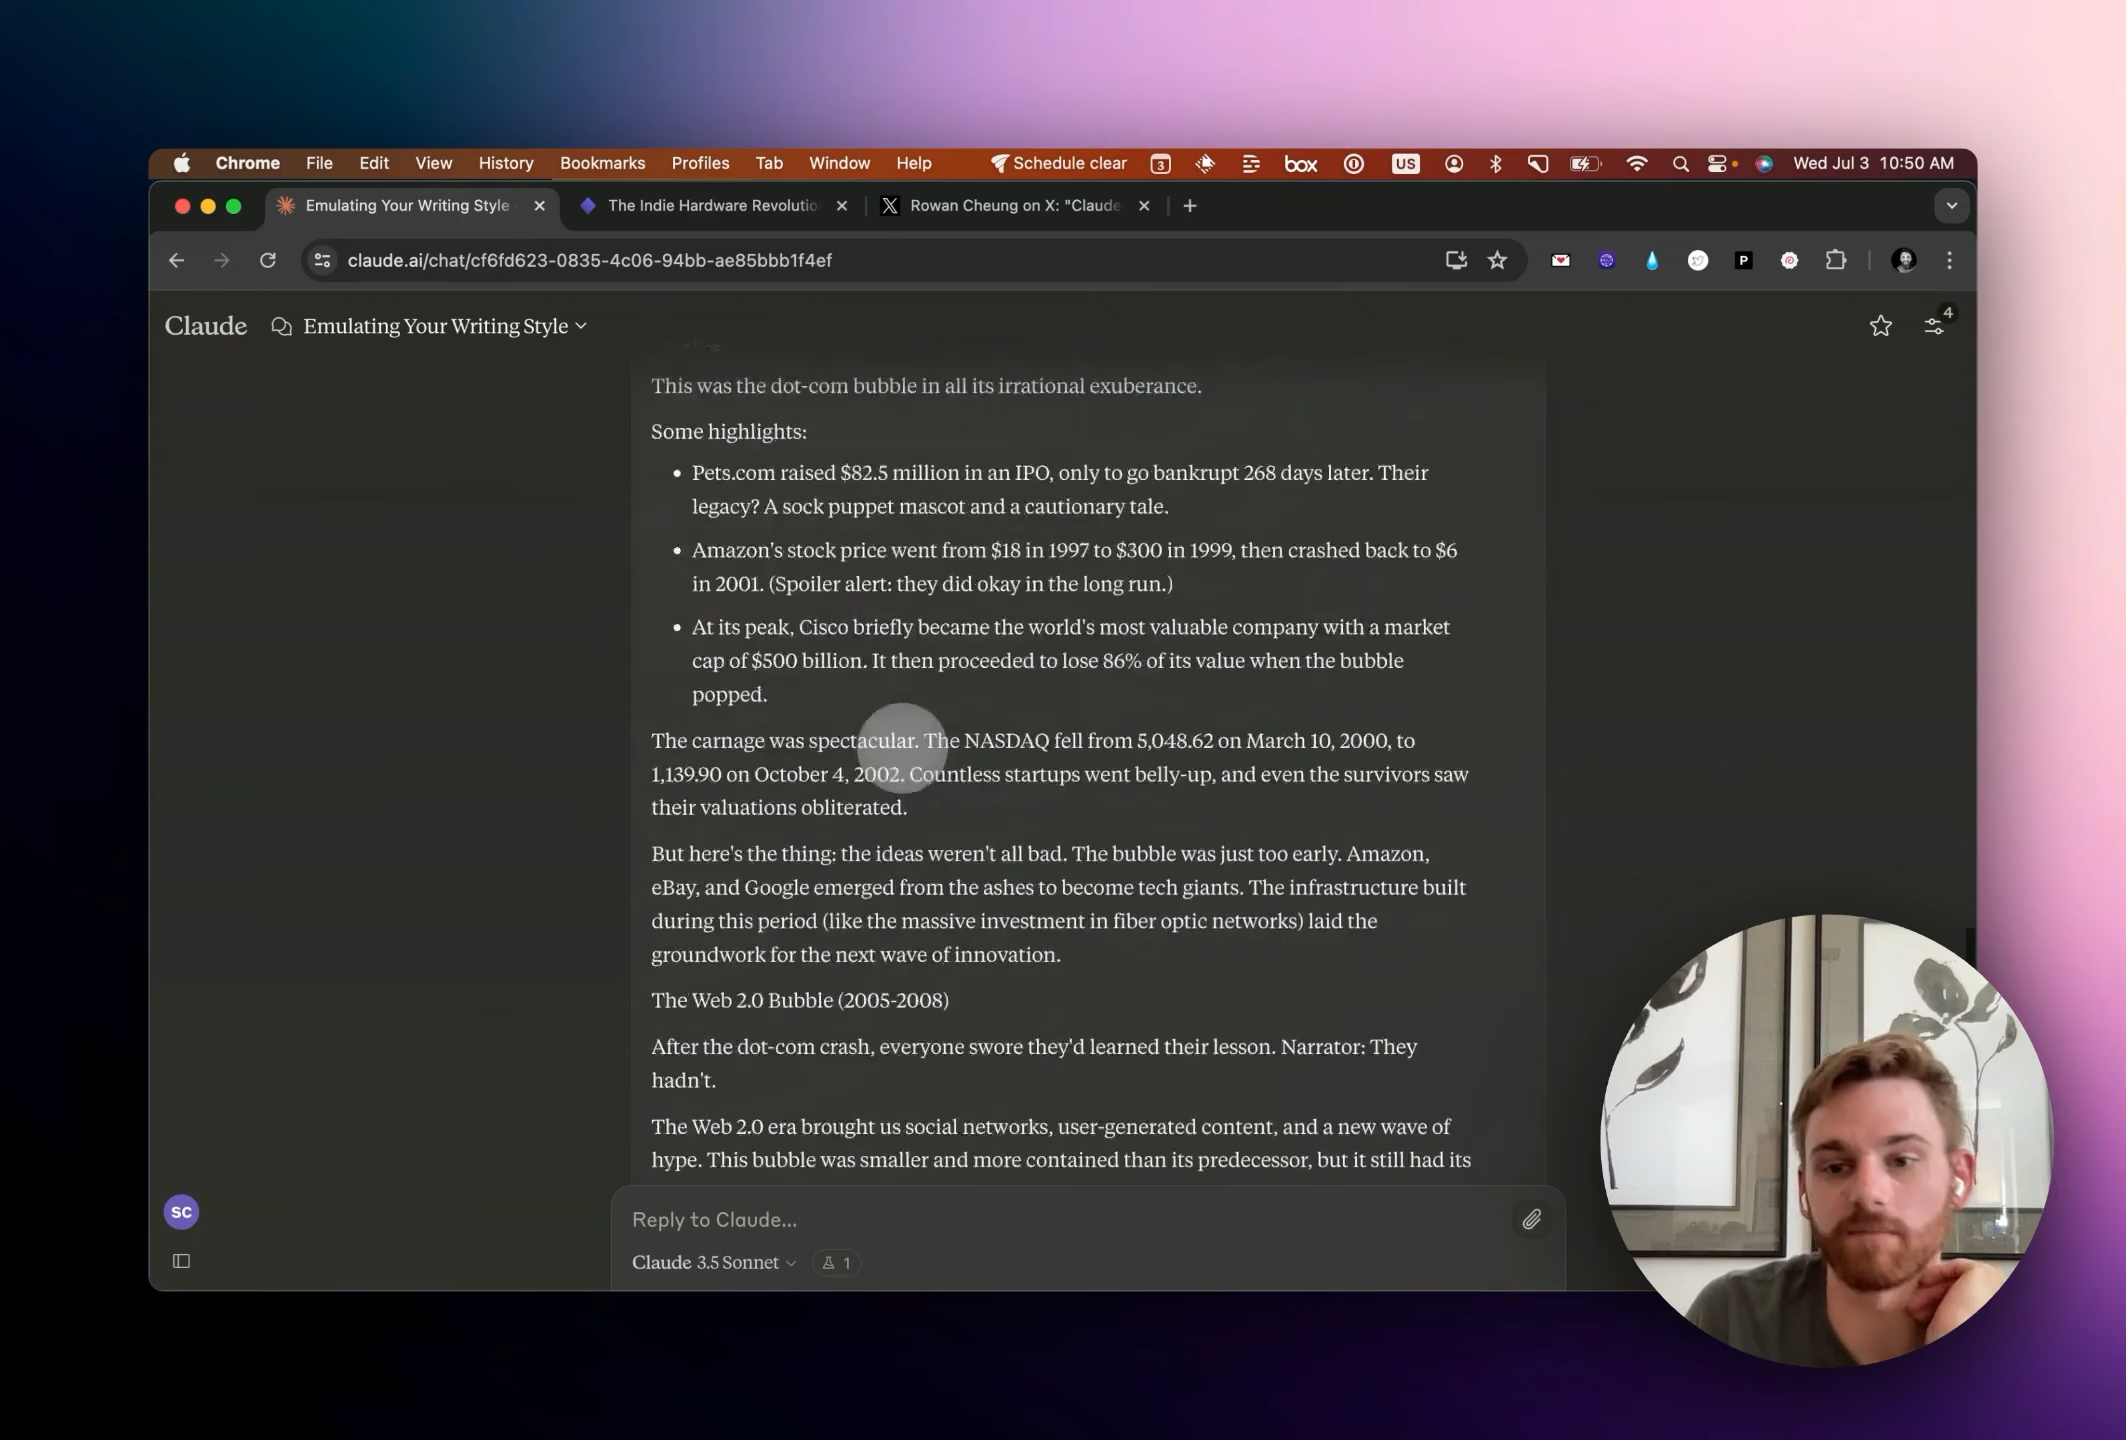 Chrome File Edit View History Bookmarks Profiles Tab Window Help Schedule clear 3 box US Wed Jul 3 10:50 AM
Emulating Your Writing Style The Indie Hardware Revolutio Rowan Cheung on X: "Claude
claude.ai/chat/cf6fd623-0835-4c06-94bb-ae85bbb1f4ef P
Claude Emulating Your Writing Style 4
This was the dot-com bubble in all its irrational exuberance.
Some highlights:
• Pets.com raised $82.5 million in an IPO, only to go bankrupt 268 days later. Their
legacy? A sock puppet mascot and a cautionary tale.
• Amazon's stock price went from $18 in 1997 to $300 in 1999, then crashed back to $6
in 2001. (Spoiler alert: they did okay in the long run.)
• At its peak, Cisco briefly became the world's most valuable company with a market
cap of $500 billion. It then proceeded to lose 86% of its value when the bubble
popped.
The carnage was spectacular. The NASDAQ fell from 5,048.62 on March 10, 2000, to
1,139.90 on October 4, 2002. Countless startups went belly-up, and even the survivors saw
their valuations obliterated.
But here's the thing: the ideas weren't all bad. The bubble was just too early. Amazon,
eBay, and Google emerged from the ashes to become tech giants. The infrastructure built
during this period (like the massive investment in fiber optic networks) laid the
groundwork for the next wave of innovation.
The Web 2.0 Bubble (2005-2008)
After the dot-com crash, everyone swore they'd learned their lesson. Narrator: They
hadn't.
The Web 2.0 era brought us social networks, user-generated content, and a new wave of
hype. This bubble was smaller and more contained than its predecessor, but it still had its
SC
Reply to Claude...
Claude 3.5 Sonnet 1